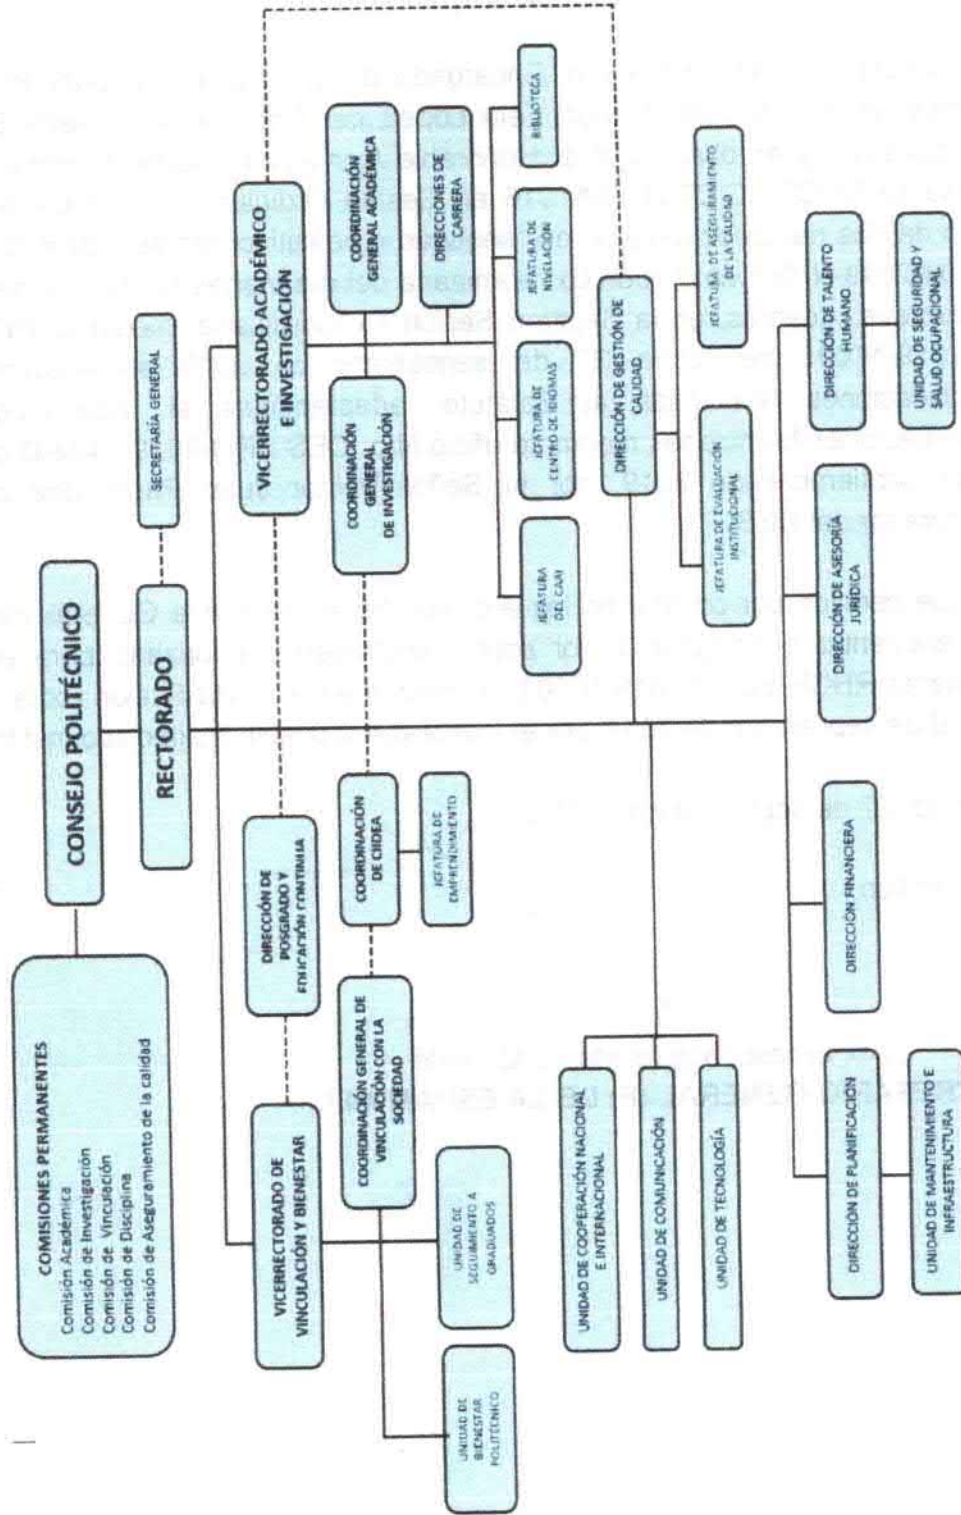 COMISIONES PERMANENTES
Comisión Académica
Comisión de Investigación
Comisión de Vinculación
Comisión de Disciplina
Comisión de Aseguramiento de la calidad
CONSEJO POLITÉCNICO
RECTORADO
SECRETARÍA GENERAL
VICERRECTORADO DE
VINCULACIÓN Y BIENESTAR
DIRECCIÓN DE
POSGRADO Y
EDUCACIÓN CONTINUA
VICERRECTORADO ACADÉMICO
E INVESTIGACIÓN
COORDINACIÓN GENERAL DE
VINCULACIÓN CON LA
SOCIEDAD
COORDINACIÓN
DE CIIDEA
JEFATURA DE
EMPRENDIMIENTO
COORDINACIÓN
GENERAL
DE INVESTIGACIÓN
COORDINACIÓN
GENERAL ACADÉMICA
DIRECCIONES DE
CARRERA
UNIDAD DE
BIENESTAR
POLITÉCNICO
UNIDAD DE
SEGUIMIENTO A
GRADUADOS
JEFATURA
DEL CAAI
JEFATURA DE
CENTRO DE IDIOMAS
JEFATURA DE
NIVELACIÓN
BIBLIOTECA
UNIDAD DE COOPERACIÓN NACIONAL
E INTERNACIONAL
UNIDAD DE COMUNICACIÓN
UNIDAD DE TECNOLOGÍA
DIRECCIÓN DE GESTIÓN DE
CALIDAD
JEFATURA DE EVALUACIÓN
INSTITUCIONAL
JEFATURA DE ASEGURAMIENTO
DE LA CALIDAD
DIRECCIÓN DE PLANIFICACIÓN
UNIDAD DE MANTENIMIENTO E
INFRAESTRUCTURA
DIRECCIÓN FINANCIERA
DIRECCIÓN DE ASESORÍA
JURÍDICA
DIRECCIÓN DE TALENTO
HUMANO
UNIDAD DE SEGURIDAD Y
SALUD OCUPACIONAL